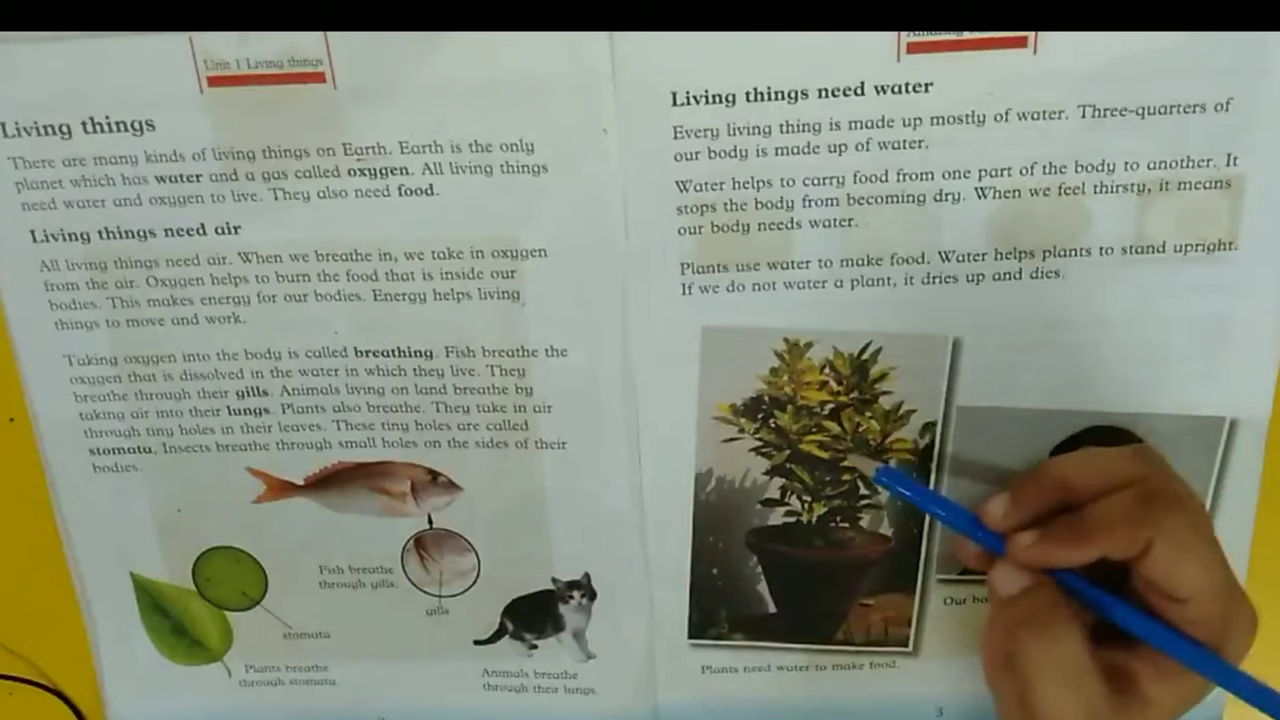 Unit 1 Living things
Living things
There are many kinds of living things on Earth. Earth is the only
planet which has water and a gas called oxygen. All living things
need water and oxygen to live. They also need food.
Living things need air
All living things need air. When we breathe in, we take in oxygen
from the air. Oxygen helps to burn the food that is inside our
bodies. This makes energy for our bodies. Energy helps living
things to move and work.
Taking oxygen into the body is called breathing. Fish breathe the
oxygen that is dissolved in the water in which they live. They
breathe through their gills. Animals living on land breathe by
taking air into their lungs. Plants also breathe. They take in air
through tiny holes in their leaves. These tiny holes are called
stomata. Insects breathe through small holes on the sides of their
bodies.
Fish breathe
through gills.
gills
stomata
Plants breathe
through stomata.
Animals breathe
through their lungs.
Living things need water
Every living thing is made up mostly of water. Three-quarters of
our body is made up of water.
Water helps to carry food from one part of the body to another. It
stops the body from becoming dry. When we feel thirsty, it means
our body needs water.
Plants use water to make food. Water helps plants to stand upright.
If we do not water a plant, it dries up and dies.
Plants need water to make food.
Our
3